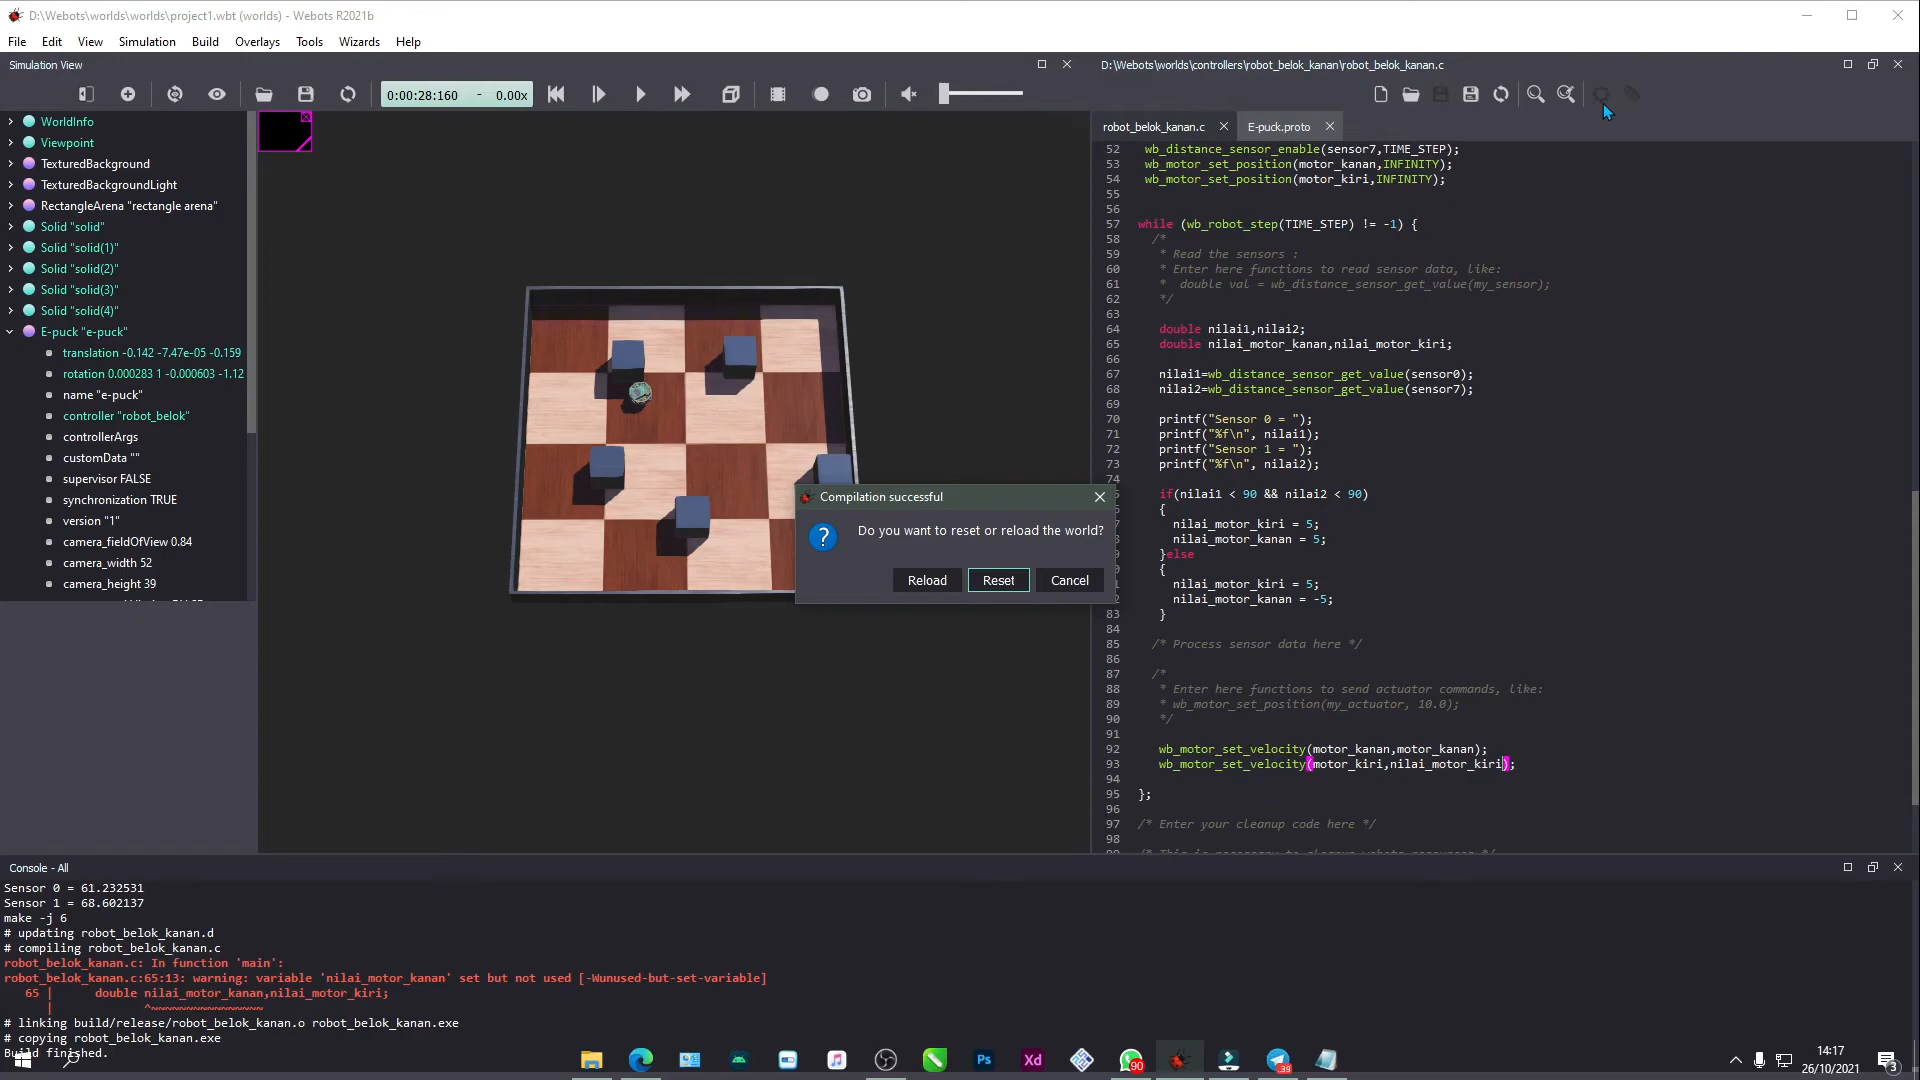 D:\Webots\worlds\worlds\project1.wbt (worlds) - Webots R2021b
File Edit View Simulation Build Overlays Tools Wizards Help
Simulation View
0:00:28:160 - 0.00x
WorldInfo
Viewpoint
TexturedBackground
TexturedBackgroundLight
RectangleArena "rectangle arena"
Solid "solid"
Solid "solid(1)"
Solid "solid(2)"
Solid "solid(3)"
Solid "solid(4)"
E-puck "e-puck"
translation -0.142 -7.47e-05 -0.159
rotation 0.000283 1 -0.000603 -1.12
name "e-puck"
controller "robot_belok"
controllerArgs
customData ""
supervisor FALSE
synchronization TRUE
version "1"
camera_fieldOfView 0.84
camera_width 52
camera_height 39
Compilation successful
Do you want to reset or reload the world?
Reload Reset Cancel
D:\Webots\worlds\controllers\robot_belok_kanan\robot_belok_kanan.c
robot_belok_kanan.c E-puck.proto
52 wb_distance_sensor_enable(sensor7,TIME_STEP);
53 wb_motor_set_position(motor_kanan,INFINITY);
54 wb_motor_set_position(motor_kiri,INFINITY);
55
56
57 while (wb_robot_step(TIME_STEP) != -1) {
58 /*
59 * Read the sensors :
60 * Enter here functions to read sensor data, like:
61 * double val = wb_distance_sensor_get_value(my_sensor);
62 */
63
64 double nilai1,nilai2;
65 double nilai_motor_kanan,nilai_motor_kiri;
66
67 nilai1=wb_distance_sensor_get_value(sensor0);
68 nilai2=wb_distance_sensor_get_value(sensor7);
69
70 printf("Sensor 0 = ");
71 printf("%f\n", nilai1);
72 printf("Sensor 1 = ");
73 printf("%f\n", nilai2);
74
if(nilai1 < 90 && nilai2 < 90)
{
nilai_motor_kiri = 5;
nilai_motor_kanan = 5;
}else
{
nilai_motor_kiri = 5;
nilai_motor_kanan = -5;
83 }
84
85 /* Process sensor data here */
86
87 /*
88 * Enter here functions to send actuator commands, like:
89 * wb_motor_set_position(my_actuator, 10.0);
90 */
91
92 wb_motor_set_velocity(motor_kanan,motor_kanan);
93 wb_motor_set_velocity(motor_kiri,nilai_motor_kiri);
94
95 };
96
97 /* Enter your cleanup code here */
98
Console - All
Sensor 0 = 61.232531
Sensor 1 = 68.602137
make -j 6
# updating robot_belok_kanan.d
# compiling robot_belok_kanan.c
robot_belok_kanan.c: In function 'main':
robot_belok_kanan.c:65:13: warning: variable 'nilai_motor_kanan' set but not used [-Wunused-but-set-variable]
65 | double nilai_motor_kanan,nilai_motor_kiri;
| ^~~~~~~~~~~~~~~~~
# linking build/release/robot_belok_kanan.o robot_belok_kanan.exe
# copying robot_belok_kanan.exe
Build finished.
Ps
Xd
90
39
14:17
26/10/2021
3